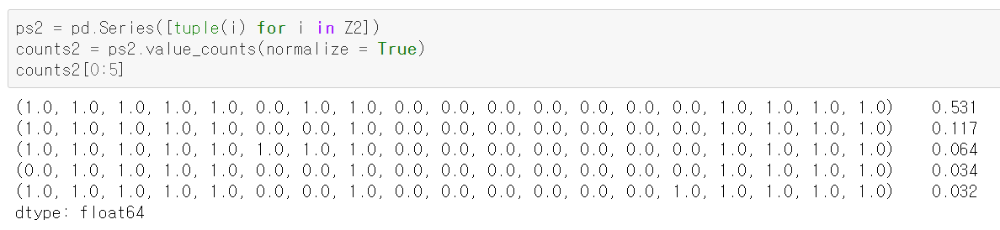 ps2 = pd.Series([tuple(i) for i in Z2])
counts2 = ps2.value_counts(normalize = True)
counts2[0:5]
(1.0, 1.0, 1.0, 1.0, 1.0, 0.0, 1.0, 1.0, 0.0, 0.0, 0.0, 0.0, 0.0, 0.0, 0.0, 1.0, 1.0, 1.0, 1.0) 0.531
(1.0, 1.0, 1.0, 1.0, 1.0, 0.0, 0.0, 1.0, 0.0, 0.0, 0.0, 0.0, 0.0, 0.0, 0.0, 1.0, 1.0, 1.0, 1.0) 0.117
(1.0, 1.0, 1.0, 1.0, 1.0, 1.0, 1.0, 1.0, 0.0, 0.0, 0.0, 0.0, 0.0, 0.0, 0.0, 1.0, 1.0, 1.0, 1.0) 0.064
(0.0, 1.0, 1.0, 1.0, 1.0, 0.0, 1.0, 1.0, 0.0, 0.0, 0.0, 0.0, 0.0, 0.0, 0.0, 1.0, 1.0, 1.0, 1.0) 0.034
(1.0, 1.0, 1.0, 1.0, 1.0, 0.0, 0.0, 1.0, 0.0, 0.0, 0.0, 0.0, 0.0, 0.0, 1.0, 1.0, 1.0, 1.0, 1.0) 0.032
dtype: float64